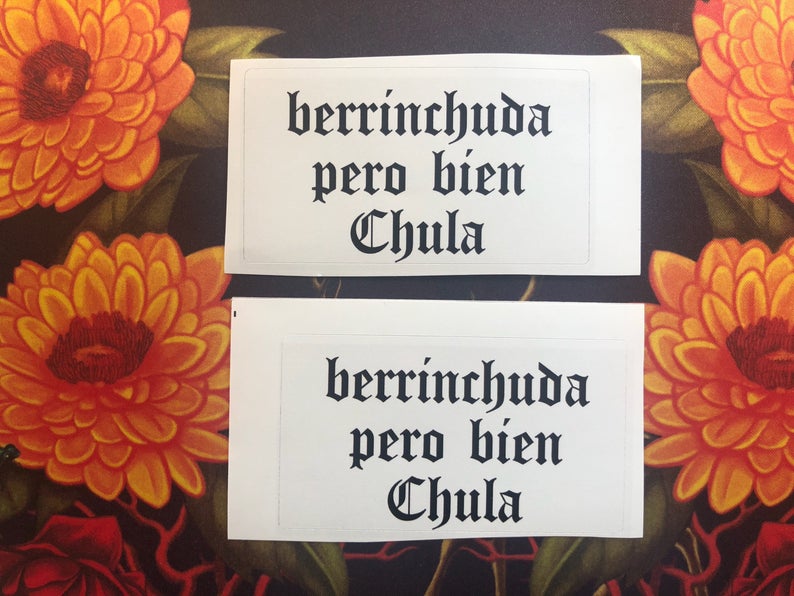 berrinchuda
pero bien
Chula
berrinchuda
pero bien
Chula